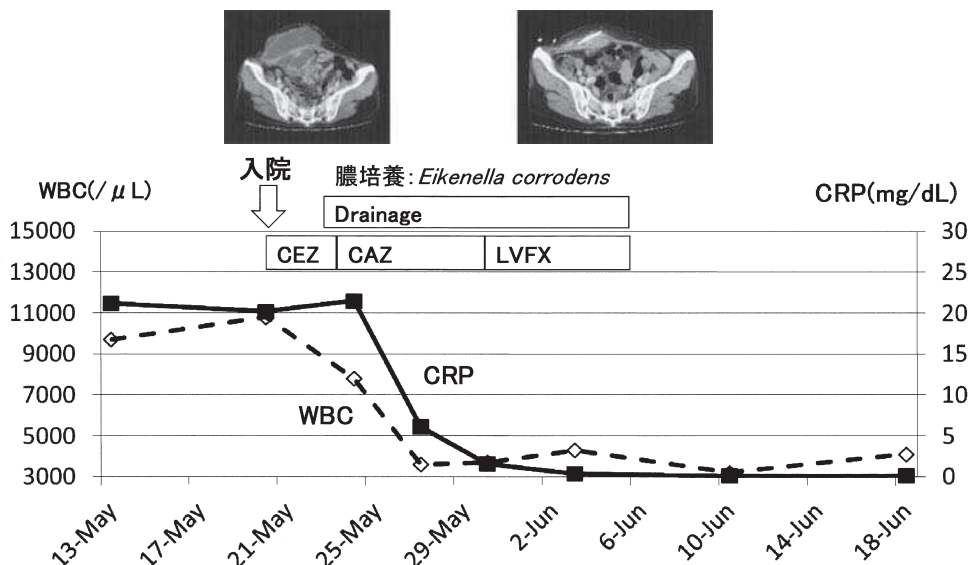 入院
膿培養：Eikenella corrodens
WBC(/μL)
CRP(mg/dL)
Drainage
CEZ
CAZ
LVFX
15000
13000
11000
9000
7000
5000
3000
30
25
20
15
10
5
0
CRP
WBC
13-May
17-May
21-May
25-May
29-May
2-Jun
6-Jun
10-Jun
14-Jun
18-Jun